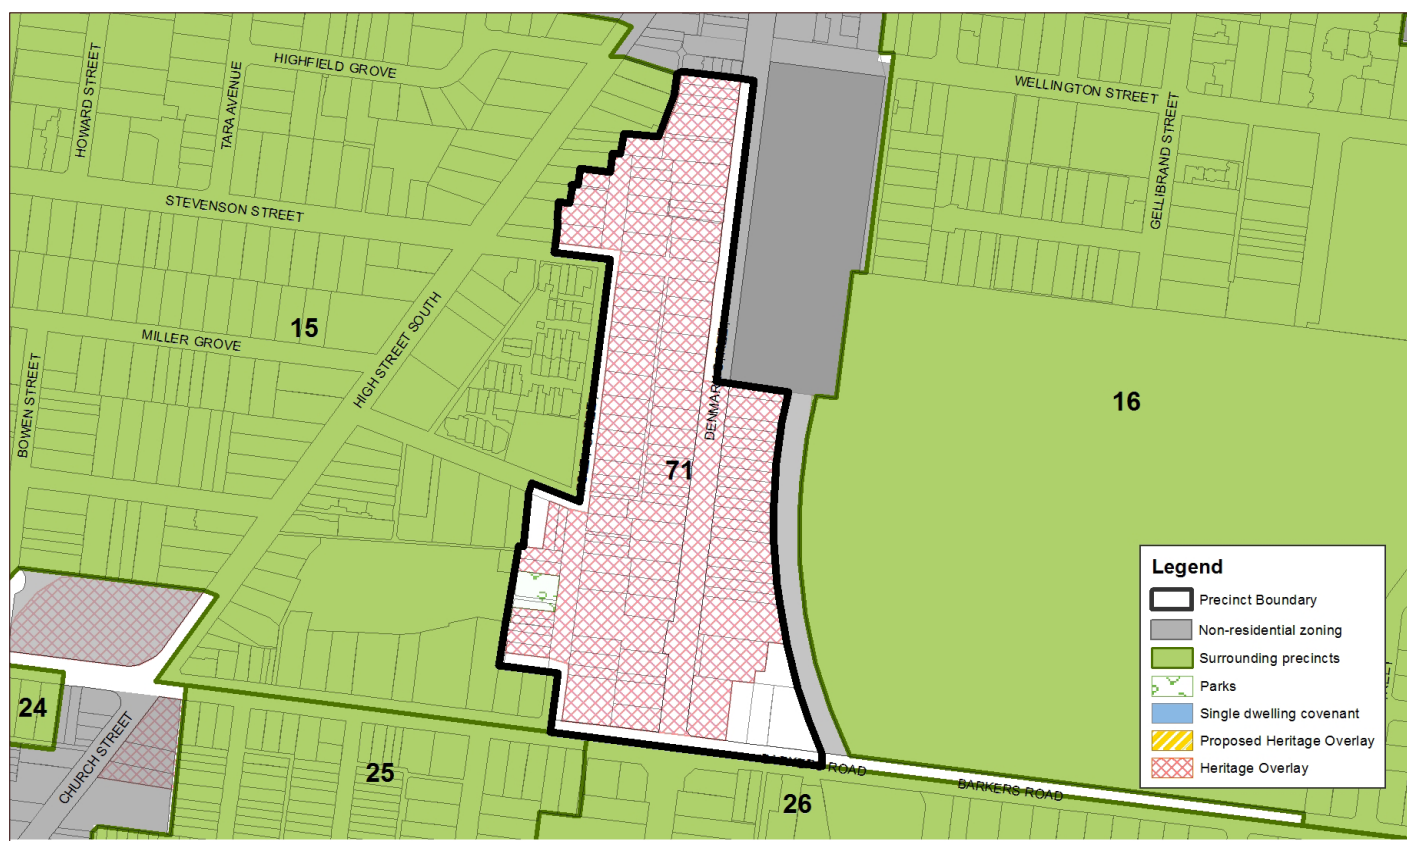 HIGHFIELD GROVE
HOWARD STREET
TARA AVENUE
WELLINGTON STREET
GELLIBRAND STREET
STEVENSON STREET
15
MILLER GROVE
HIGH STREET SOUTH
BOWEN STREET
DENMARK
16
71
24
CHURCH STREET
25
26
ROAD
BARKERS ROAD
Legend
Precinct Boundary
Non-residential zoning
Surrounding precincts
Parks
Single dwelling covenant
Proposed Heritage Overlay
Heritage Overlay